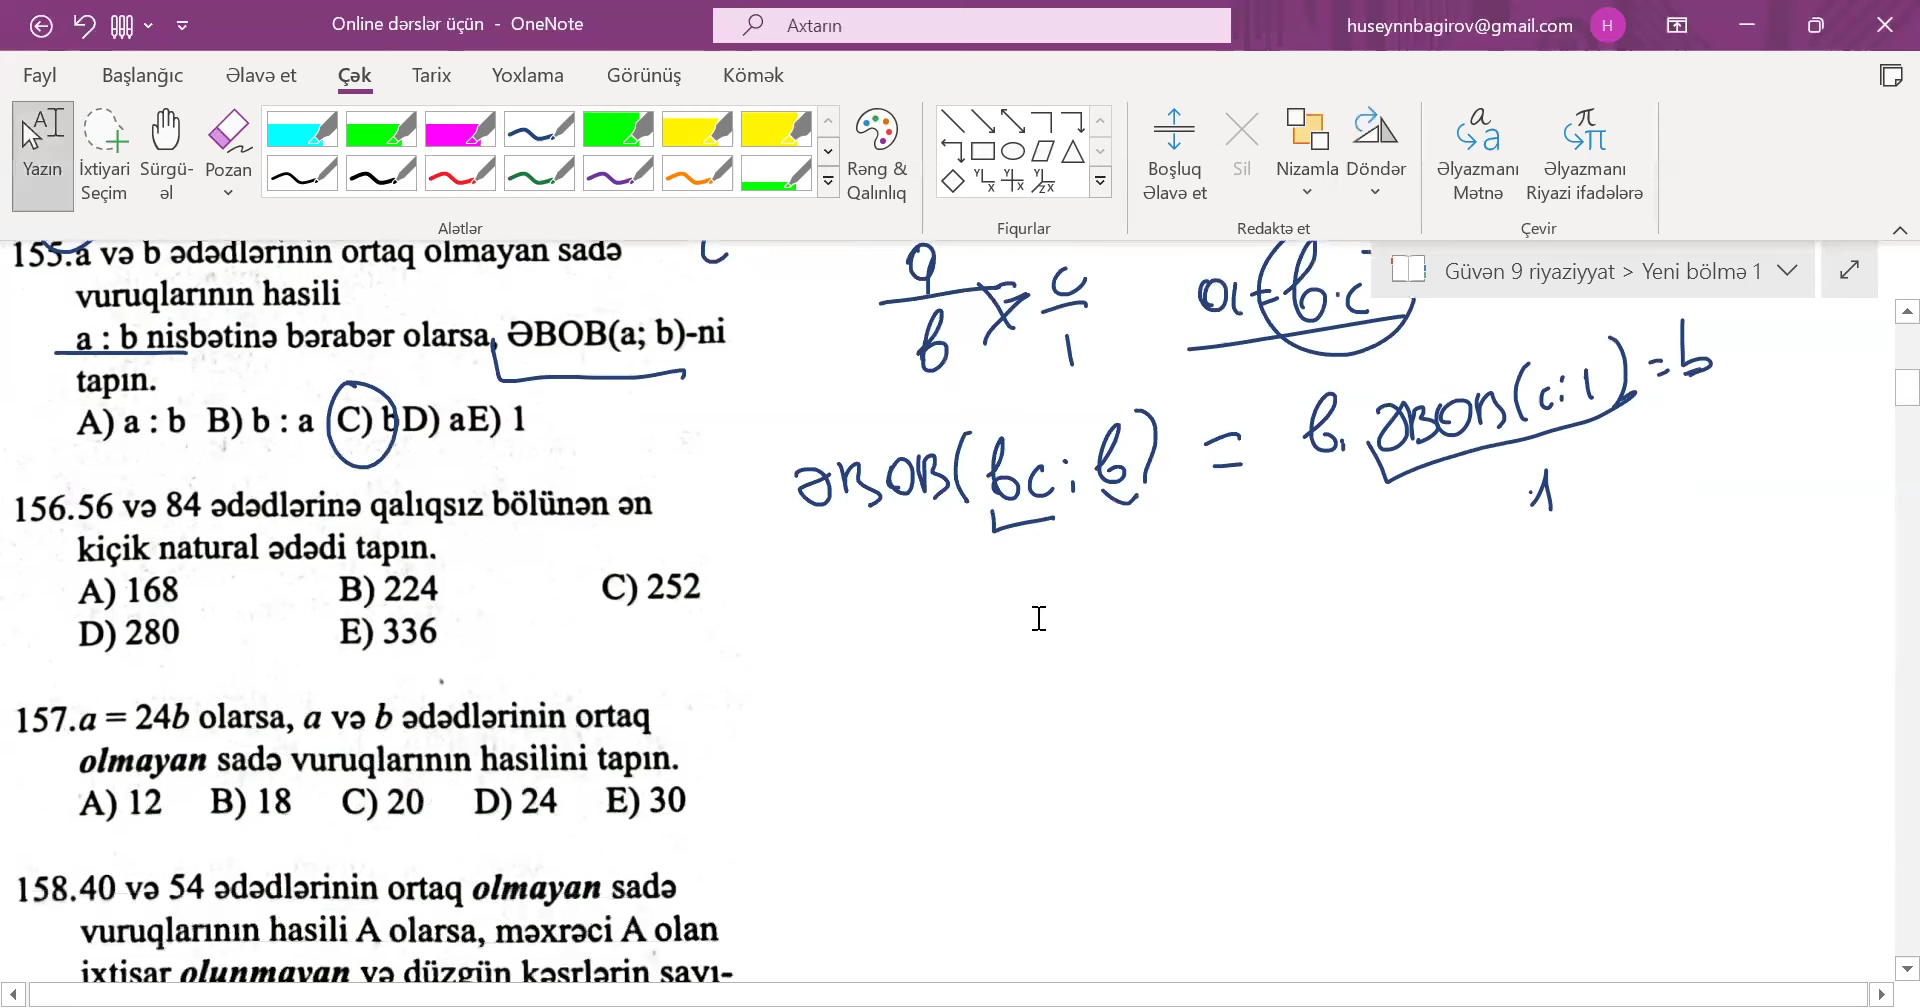 Online dərslər üçün - OneNote
Axtarın
huseynnbagirov@gmail.com
H
Fayl
Başlanğıc
Əlavə et
Çək
Tarix
Yoxlama
Görünüş
Kömək
Yazın
İxtiyari Seçim
Sürgü-əl
Pozan
Rəng & Qalınlıq
Boşluq Əlavə et
Sil
Nizamla
Döndər
Əlyazmanı Mətnə
Əlyazmanı Riyazi ifadələrə
Alətlər
Fiqurlar
Redaktə et
Çevir
Güvən 9 riyaziyyat > Yeni bölmə 1
155.a və b ədədlərinin ortaq olmayan sadə
vuruqlarının hasili
a : b nisbətinə bərabər olarsa, ƏBOB(a; b)-ni
tapın.
A) a : b B) b : a C) b D) a E) 1
a/b = c/1
a = b·c
ƏBOB(bc; b) = b. ƏBOB(c; 1) = b
1
156.56 və 84 ədədlərinə qalıqsız bölünən ən
kiçik natural ədədi tapın.
A) 168 B) 224 C) 252
D) 280 E) 336
157.a = 24b olarsa, a və b ədədlərinin ortaq
olmayan sadə vuruqlarının hasilini tapın.
A) 12 B) 18 C) 20 D) 24 E) 30
158.40 və 54 ədədlərinin ortaq olmayan sadə
vuruqlarının hasili A olarsa, məxrəci A olan
ixtisar olunmayan və düzgün kəsrlərin sayı-